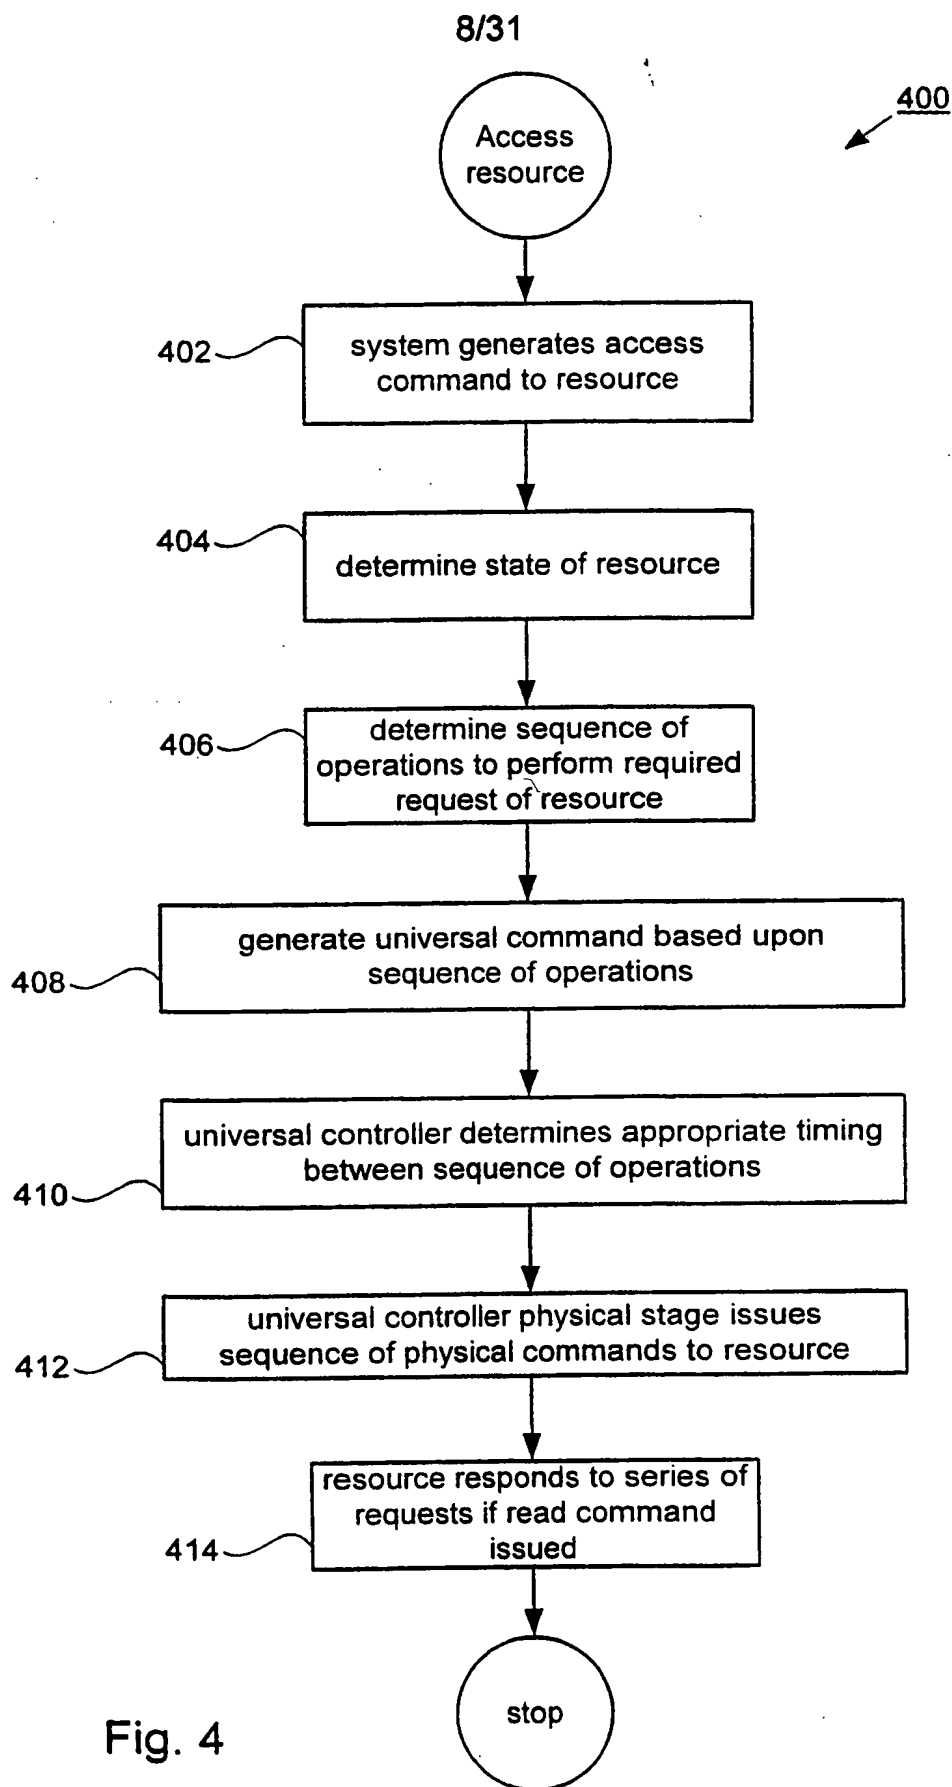 8/31
400
Access
resource
402
system generates access
command to resource
404
determine state of resource
406
determine sequence of
operations to perform required
request of resource
408
generate universal command based upon
sequence of operations
410
universal controller determines appropriate timing
between sequence of operations
412
universal controller physical stage issues
sequence of physical commands to resource
414
resource responds to series of
requests if read command
issued
stop
Fig. 4